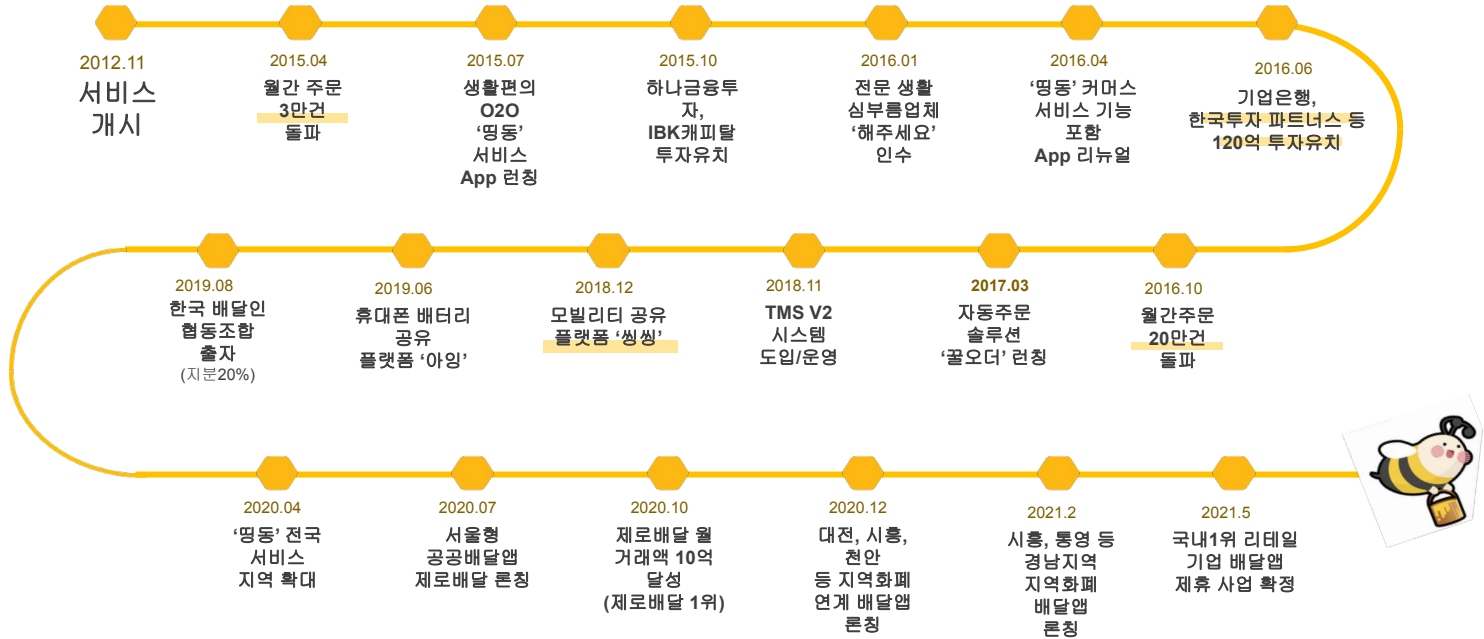 2012.11
서비스
개시
2015.04
월간 주문
3만건
돌파
2015.07
생활편의
O2O
‘띵동’
서비스
App 런칭
2015.10
하나금융투
자,
IBK캐피탈
투자유치
2016.01
전문 생활
심부름업체
‘해주세요’
인수
2016.04
‘띵동’ 커머스
서비스 기능
포함
App 리뉴얼
2016.06
기업은행,
한국투자 파트너스 등
120억 투자유치
2019.08
한국 배달인
협동조합
출자
(지분20%)
2019.06
휴대폰 배터리
공유
플랫폼 ‘아잉’
2018.12
모빌리티 공유
플랫폼 ‘씽씽’
2018.11
TMS V2
시스템
도입/운영
2017.03
자동주문
솔루션
‘꿀오더’ 런칭
2016.10
월간주문
20만건
돌파
2020.04
‘띵동’ 전국
서비스
지역 확대
2020.07
서울형
공공배달앱
제로배달 론칭
2020.10
제로배달 월
거래액 10억
달성
(제로배달 1위)
2020.12
대전, 시흥,
천안
등 지역화폐
연계 배달앱
론칭
2021.2
시흥, 통영 등
경남지역
지역화폐
배달앱
론칭
2021.5
국내1위 리테일
기업 배달앱
제휴 사업 확정